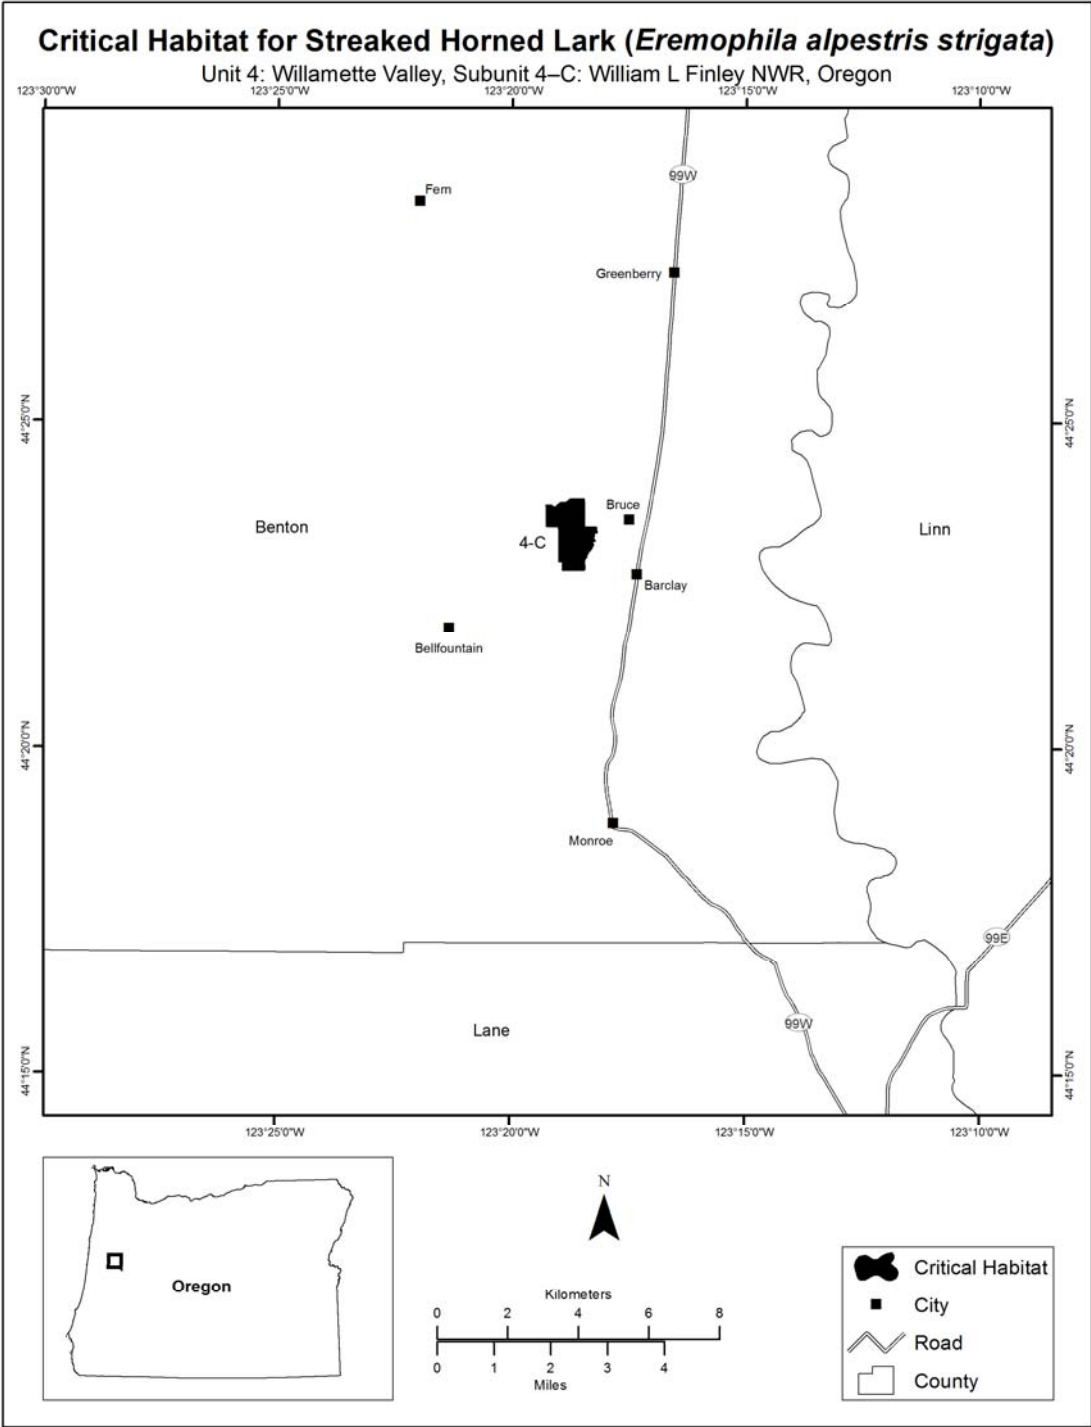 Critical Habitat for Streaked Horned Lark (Eremophila alpestris strigata)
Unit 4: Willamette Valley, Subunit 4–C: William L Finley NWR, Oregon
123°30'0"W 123°25'0"W 123°20'0"W 123°15'0"W 123°10'0"W
99W
Fern
Greenberry
44°25'0"N 44°25'0"N
Bruce
Benton
Linn
4-C
Barclay
Bellfountain
44°20'0"N 44°20'0"N
Monroe
99E
99W
Lane
44°15'0"N 44°15'0"N
123°25'0"W 123°20'0"W 123°15'0"W 123°10'0"W
N
Oregon
Kilometers
0 2 4 6 8
0 1 2 3 4
Miles
Critical Habitat
City
Road
County